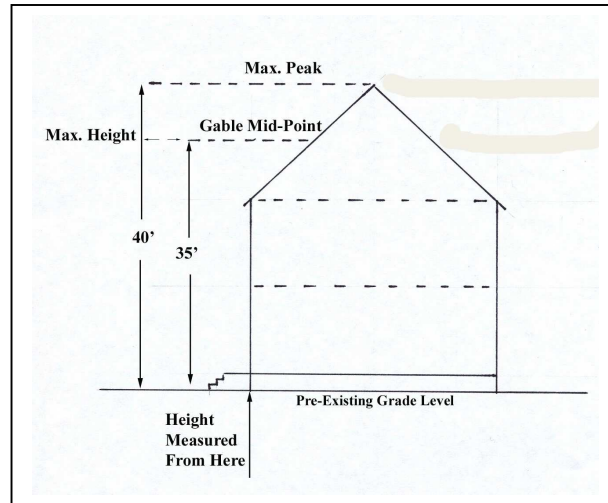 Max. Peak
Gable Mid-Point
Max. Height
40’
35’
Pre-Existing Grade Level
Height
Measured
From Here